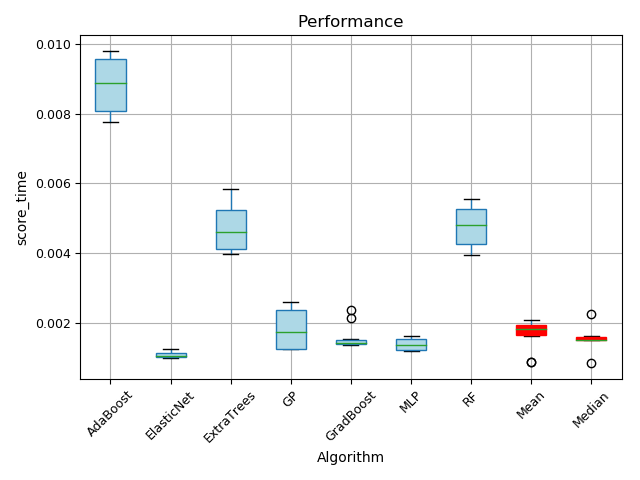 Performance
0.010
0.008
0.006
0.004
0.002
score_time
AdaBoost
ElasticNet
ExtraTrees
GP
GradBoost
MLP
RF
Mean
Median
Algorithm